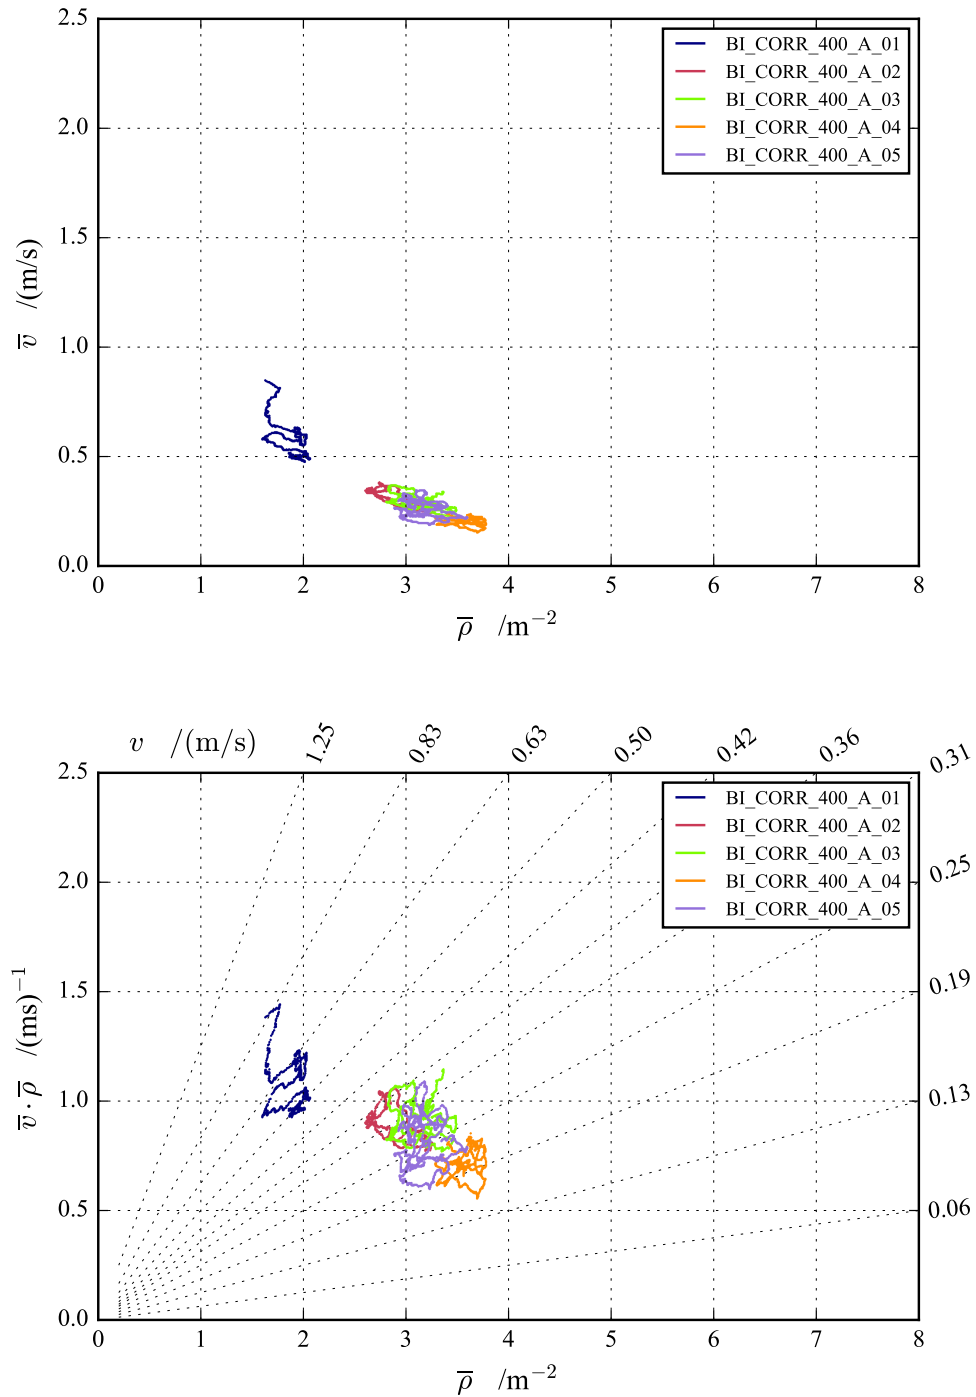 2.5
2.0
1.5
1.0
0.5
0.0
v̅ /(m/s)
BI_CORR_400_A_01
BI_CORR_400_A_02
BI_CORR_400_A_03
BI_CORR_400_A_04
BI_CORR_400_A_05
0 1 2 3 4 5 6 7 8
ρ̅ /m⁻²
v /(m/s) 1.25 0.83 0.63 0.50 0.42 0.36 0.31
0.25
0.19
0.13
0.06
2.5
2.0
1.5
1.0
0.5
0.0
v̅ · ρ̅ /(ms)⁻¹
BI_CORR_400_A_01
BI_CORR_400_A_02
BI_CORR_400_A_03
BI_CORR_400_A_04
BI_CORR_400_A_05
0 1 2 3 4 5 6 7 8
ρ̅ /m⁻²